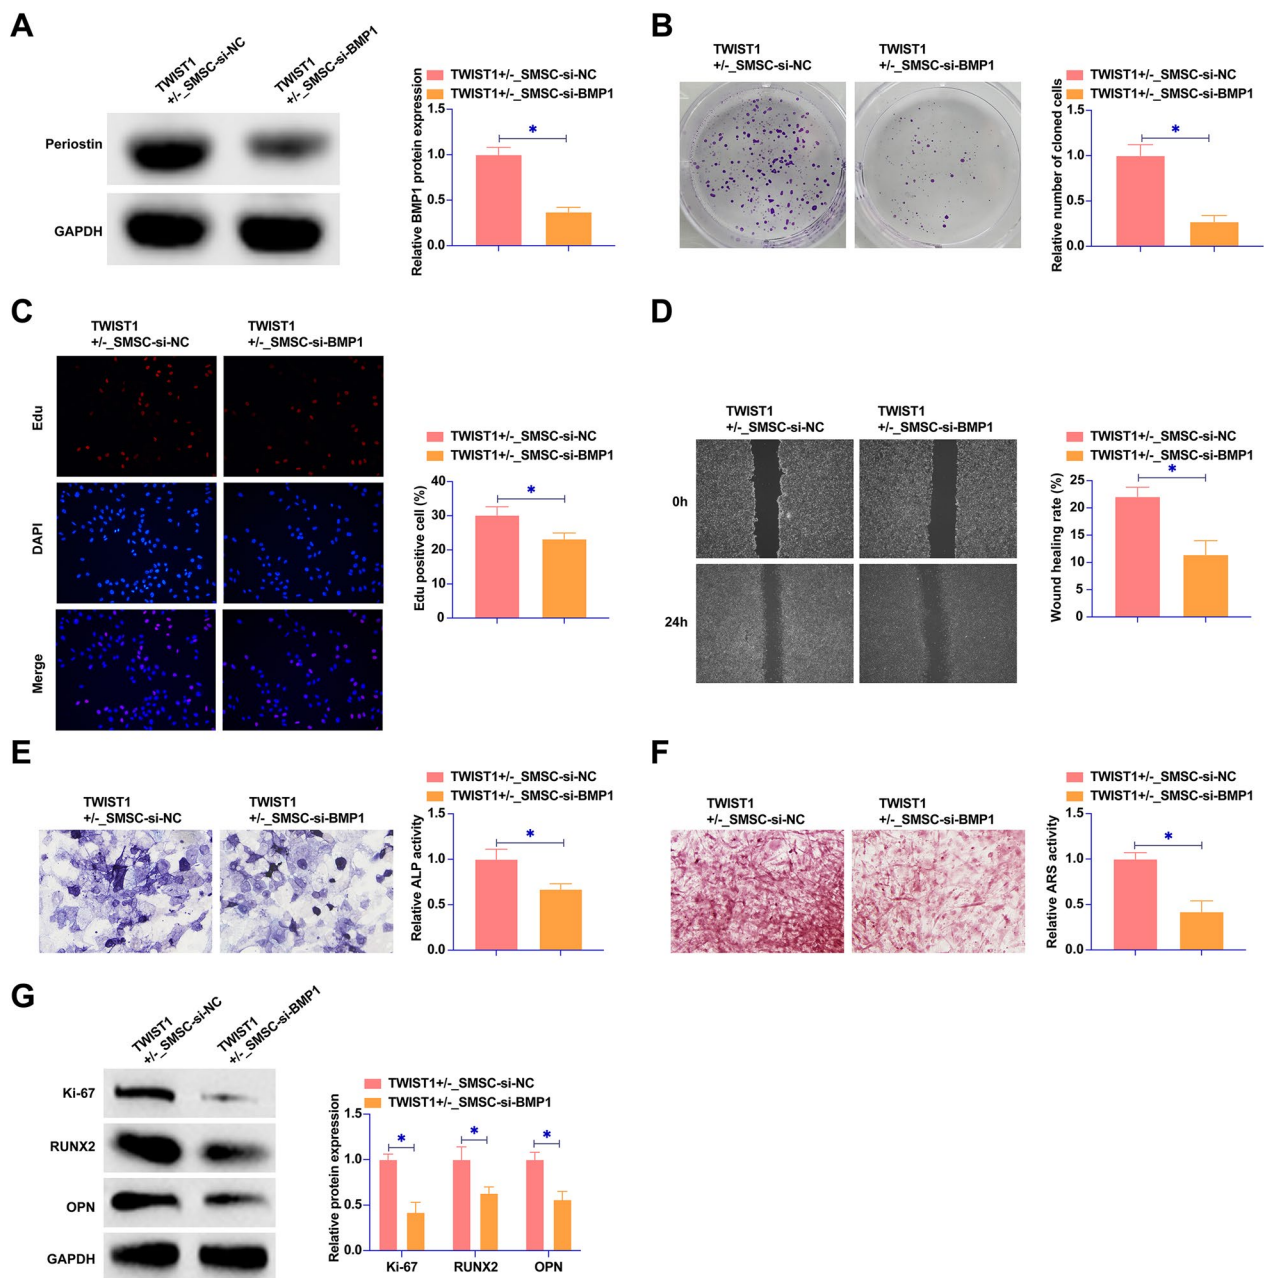 A
TWIST1
+/-_SMSC-si-NC
TWIST1
+/-_SMSC-si-BMP1
Periostin
GAPDH
TWIST1+/-_SMSC-si-NC
TWIST1+/-_SMSC-si-BMP1
Relative BMP1 protein expression
1.5
1.0
0.5
0.0
*
B
TWIST1
+/-_SMSC-si-NC
TWIST1
+/-_SMSC-si-BMP1
TWIST1+/-_SMSC-si-NC
TWIST1+/-_SMSC-si-BMP1
Relative number of cloned cells
1.5
1.0
0.5
0.0
*
C
TWIST1
+/-_SMSC-si-NC
TWIST1
+/-_SMSC-si-BMP1
Edu
DAPI
Merge
TWIST1+/-_SMSC-si-NC
TWIST1+/-_SMSC-si-BMP1
Edu positive cell (%)
40
30
20
10
0
*
D
TWIST1
+/-_SMSC-si-NC
TWIST1
+/-_SMSC-si-BMP1
0h
24h
TWIST1+/-_SMSC-si-NC
TWIST1+/-_SMSC-si-BMP1
Wound healing rate (%)
25
20
15
10
5
0
*
E
TWIST1
+/-_SMSC-si-NC
TWIST1
+/-_SMSC-si-BMP1
TWIST1+/-_SMSC-si-NC
TWIST1+/-_SMSC-si-BMP1
Relative ALP activity
1.5
1.0
0.5
0.0
*
F
TWIST1
+/-_SMSC-si-NC
TWIST1
+/-_SMSC-si-BMP1
TWIST1+/-_SMSC-si-NC
TWIST1+/-_SMSC-si-BMP1
Relative ARS activity
1.5
1.0
0.5
0.0
*
G
TWIST1
+/-_SMSC-si-NC
TWIST1
+/-_SMSC-si-BMP1
Ki-67
RUNX2
OPN
GAPDH
TWIST1+/-_SMSC-si-NC
TWIST1+/-_SMSC-si-BMP1
Relative protein expression
1.5
1.0
0.5
0.0
* * *
Ki-67 RUNX2 OPN